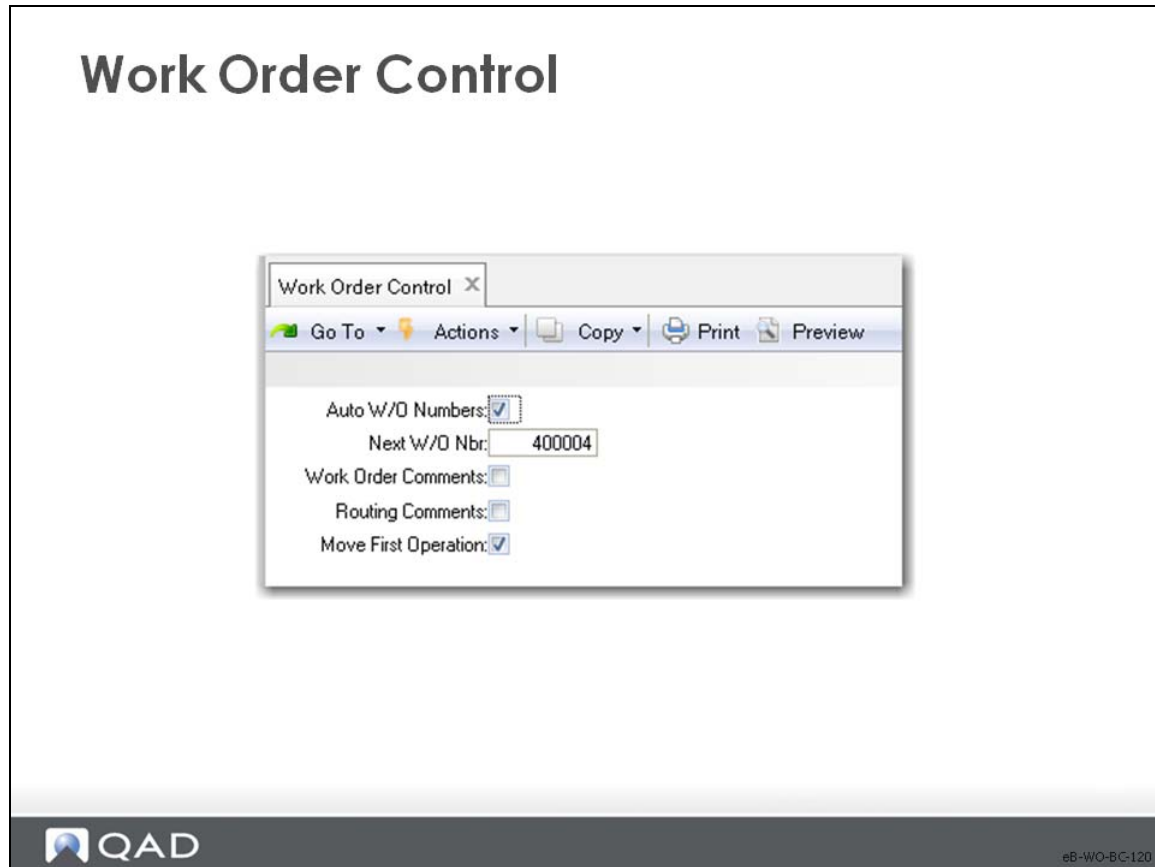 Work Order Control
Work Order Control
Go To Actions Copy Print Preview
Auto W/O Numbers:
Next W/O Nbr: 400004
Work Order Comments:
Routing Comments:
Move First Operation:
QAD
eB-WO-BC-120